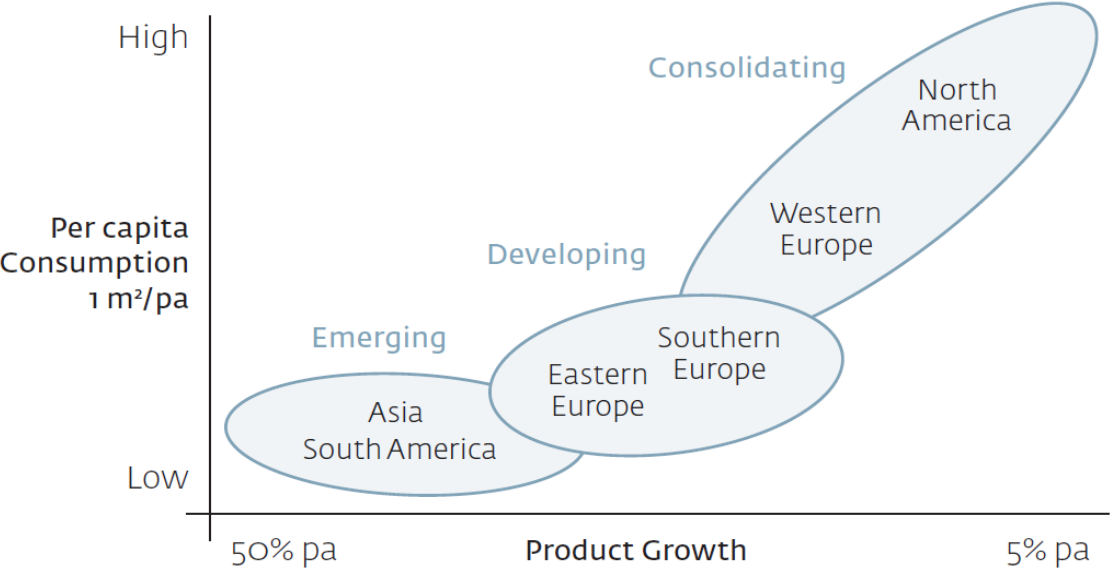 High
Consolidating
North
America
Per capita
Consumption
1 m²/pa
Western
Europe
Developing
Emerging
Southern
Europe
Eastern
Europe
Asia
South America
Low
50% pa
Product Growth
5% pa